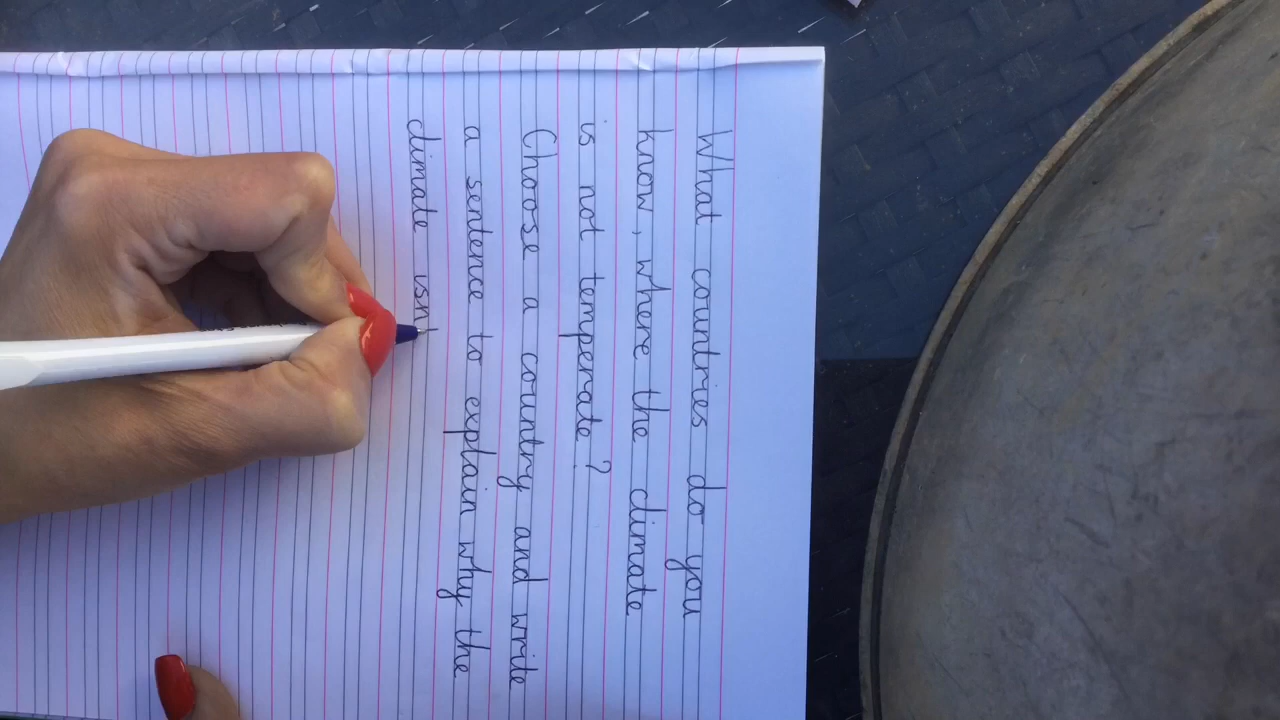 What countries do you
know, where the climate
is not temperate?
Choose a country and write
a sentence to explain why the
climate isnt